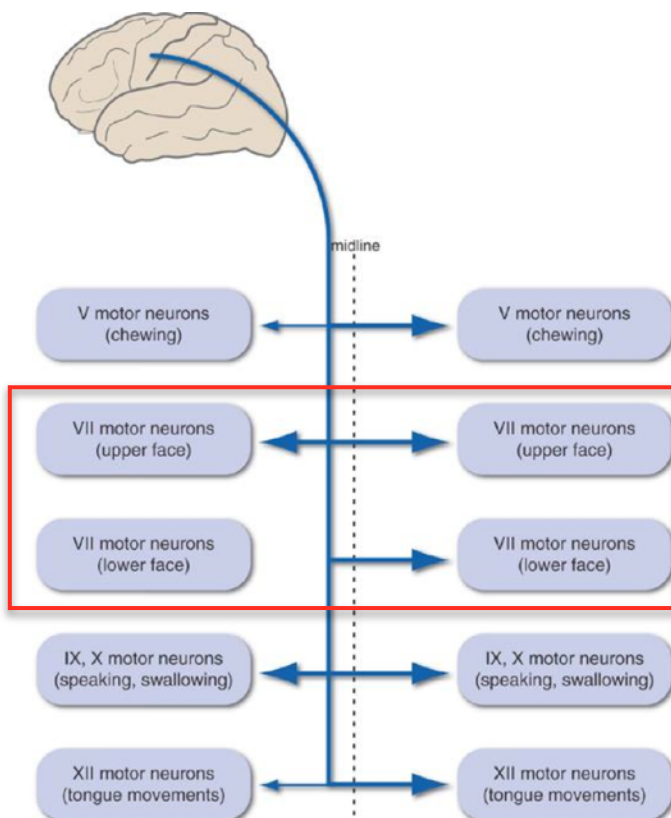 midline
V motor neurons
(chewing)
V motor neurons
(chewing)
VII motor neurons
(upper face)
VII motor neurons
(upper face)
VII motor neurons
(lower face)
VII motor neurons
(lower face)
IX, X motor neurons
(speaking, swallowing)
IX, X motor neurons
(speaking, swallowing)
XII motor neurons
(tongue movements)
XII motor neurons
(tongue movements)